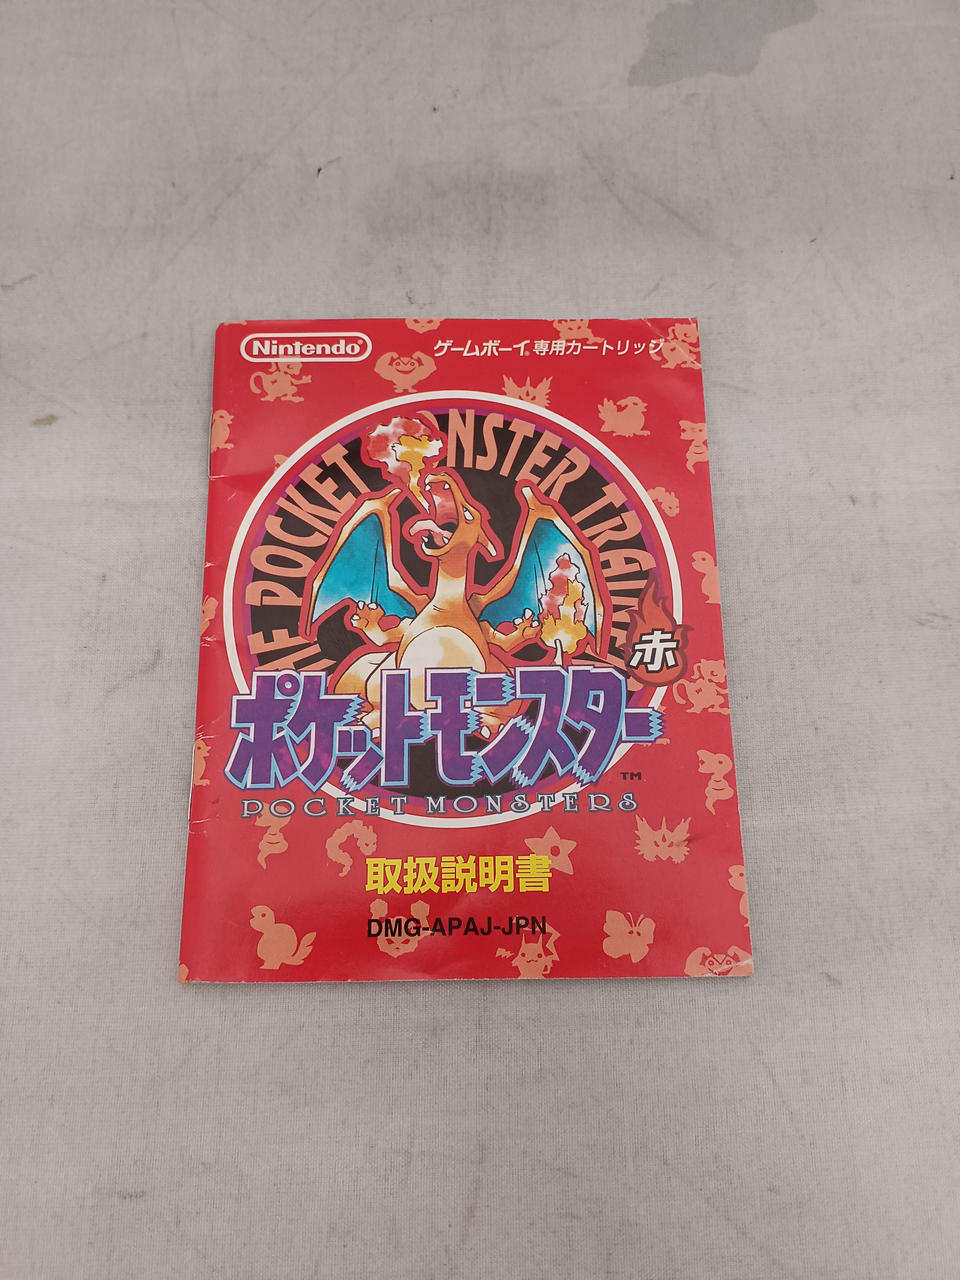 Nintendo®
ゲームボーイ®専用カートリッジ
POCKET MONSTER
赤
ポケットモンスター
TM
POCKET MONSTERS
取扱説明書
DMG-APAJ-JPN